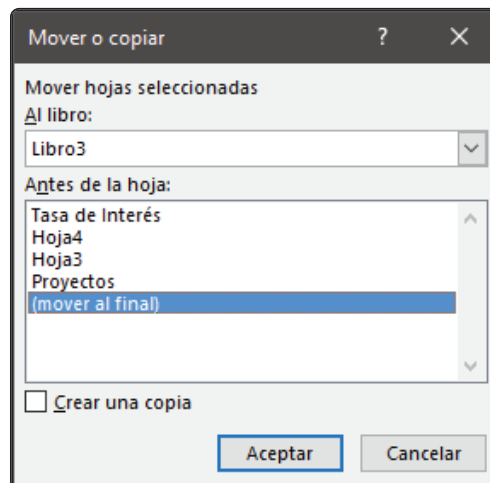 Mover o copiar ?
Mover hojas seleccionadas
Al libro:
Libro3
Antes de la hoja:
Tasa de Interés
Hoja4
Hoja3
Proyectos
(mover al final)
Crear una copia
Aceptar Cancelar